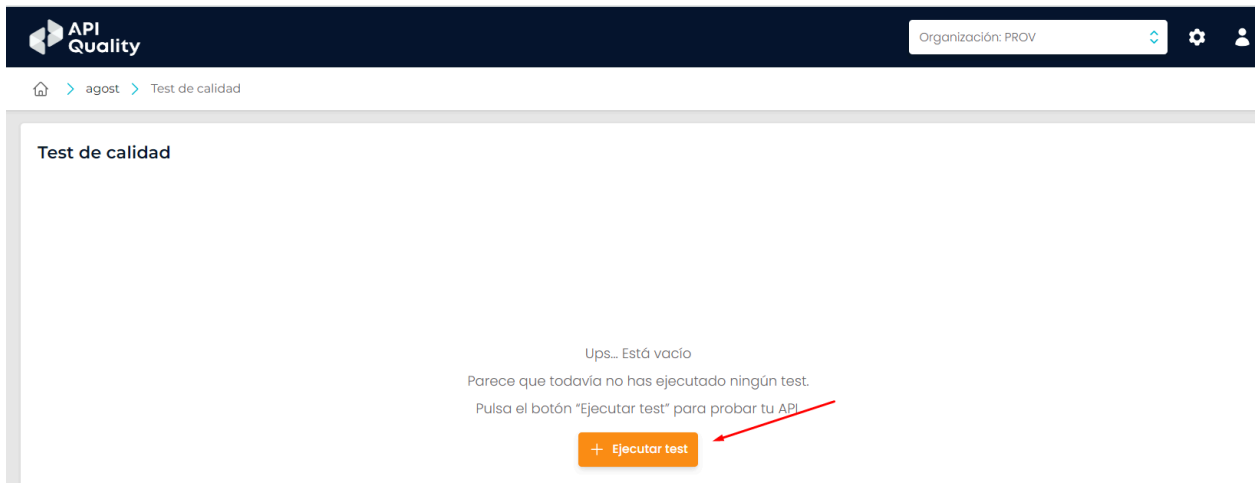 API
Quality
Organización: PROV
agost
Test de calidad
Test de calidad
Ups... Está vacío
Parece que todavía no has ejecutado ningún test.
Pulsa el botón “Ejecutar test” para probar tu API
+ Ejecutar test